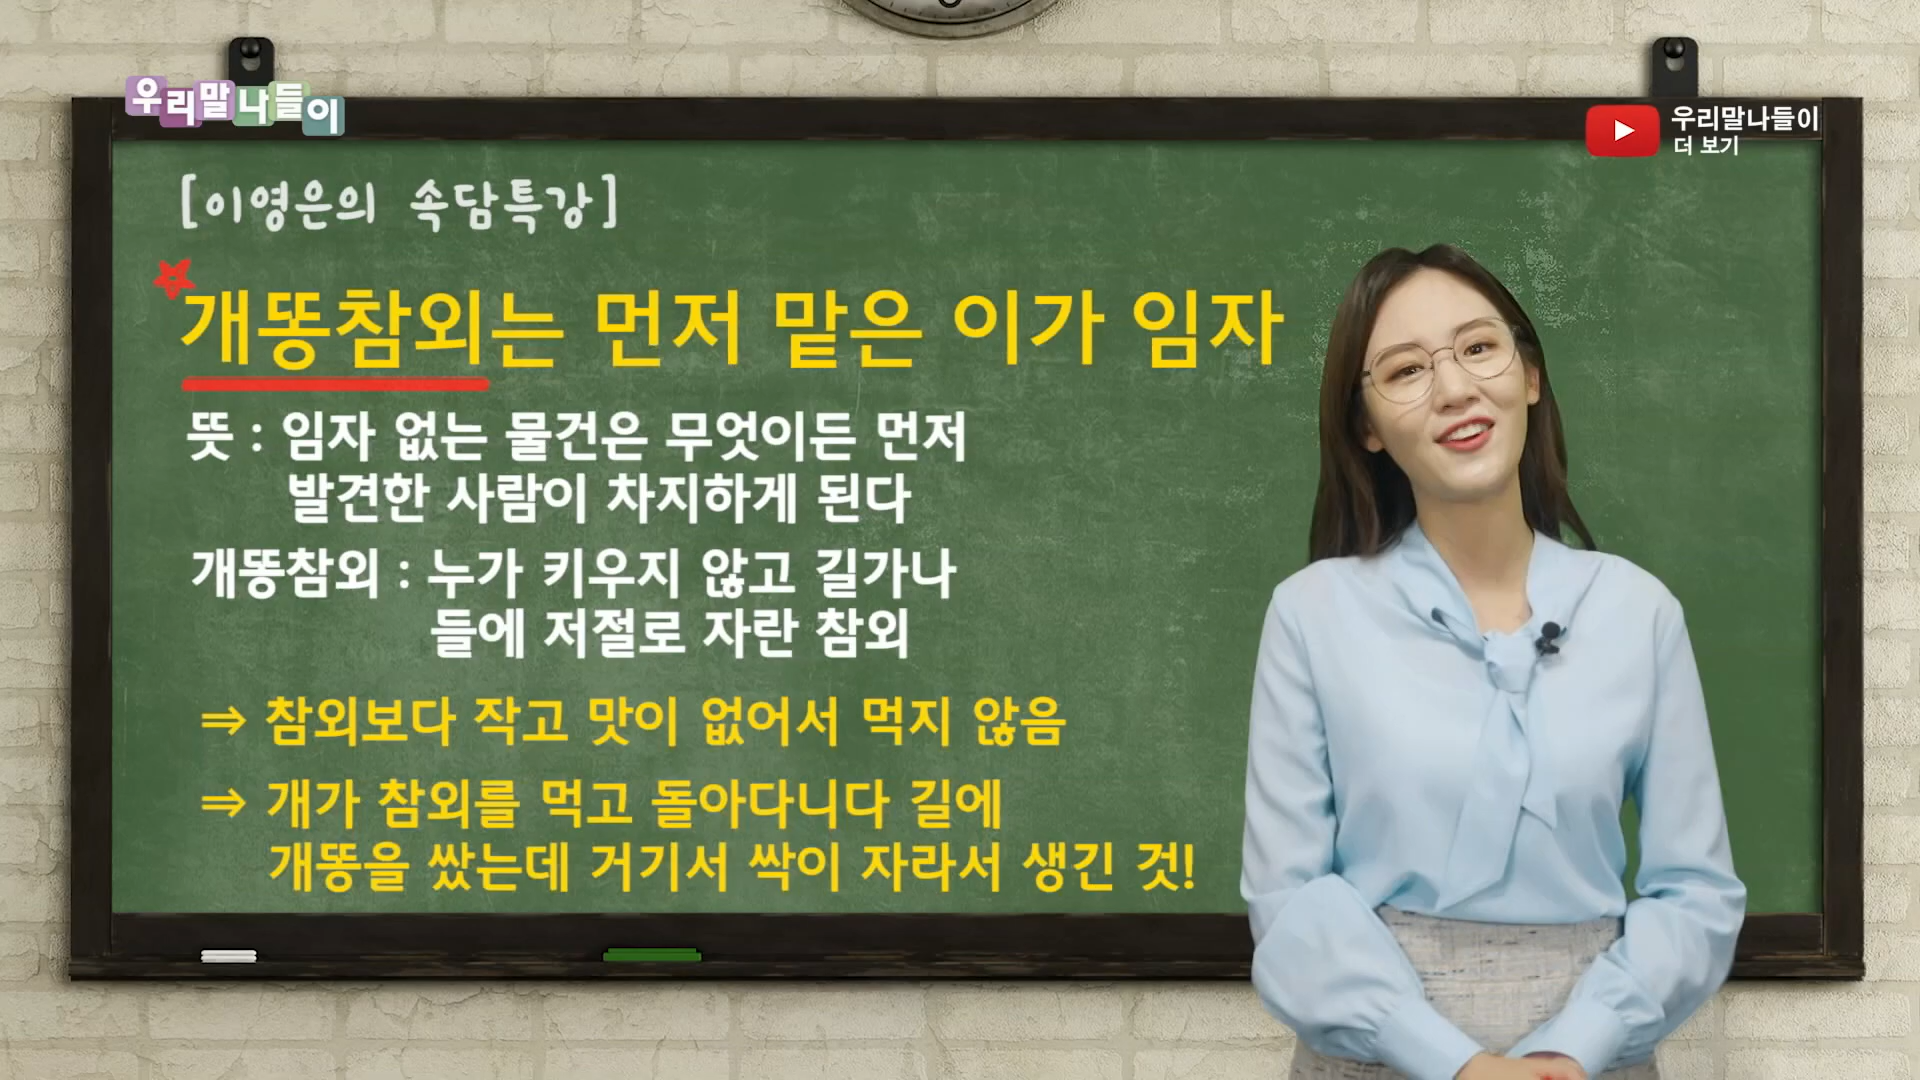 우리말 나들이
우리말나들이
더 보기
[이영은의 속담특강]
개똥참외는 먼저 맡은 이가 임자
뜻 : 임자 없는 물건은 무엇이든 먼저
발견한 사람이 차지하게 된다
개똥참외 : 누가 키우지 않고 길가나
들에 저절로 자란 참외
⇒ 참외보다 작고 맛이 없어서 먹지 않음
⇒ 개가 참외를 먹고 돌아다니다 길에
개똥을 쌌는데 거기서 싹이 자라서 생긴 것!